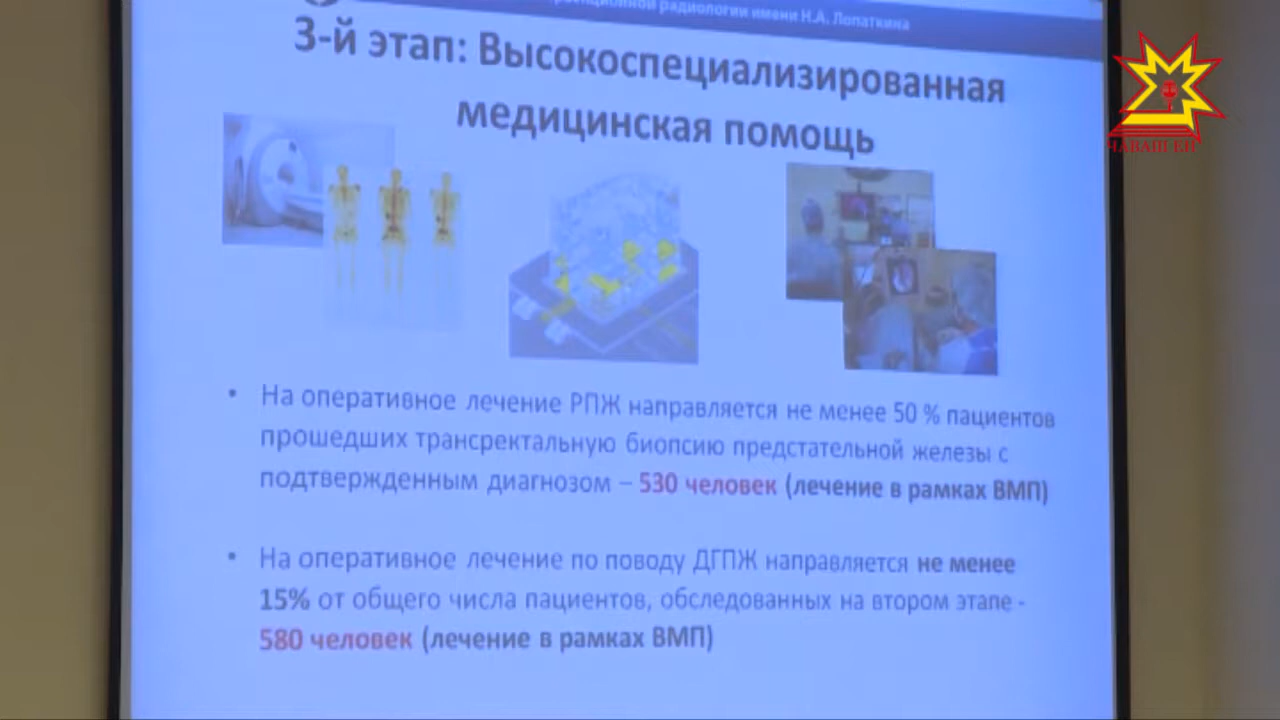 радиологии имени Н.А. Лопаткина
3-й этап: Высокоспециализированная
медицинская помощь
ЧӐВАШ ЕН
• На оперативное лечение РПЖ направляется не менее 50 % пациентов
прошедших трансректальную биопсию предстательной железы с
подтвержденным диагнозом – 530 человек (лечение в рамках ВМП)
• На оперативное лечение по поводу ДГПЖ направляется не менее
15% от общего числа пациентов, обследованных на втором этапе -
580 человек (лечение в рамках ВМП)